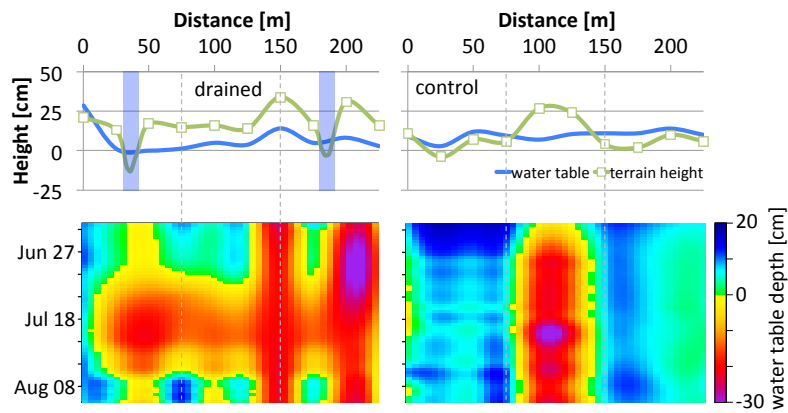 Distance [m] Distance [m]
0 50 100 150 200 0 50 100 150 200
50
25
0
-25
Height [cm]
drained
control
water table terrain height
Jun 27
Jul 18
Aug 08
20
0
-30
water table depth [cm]